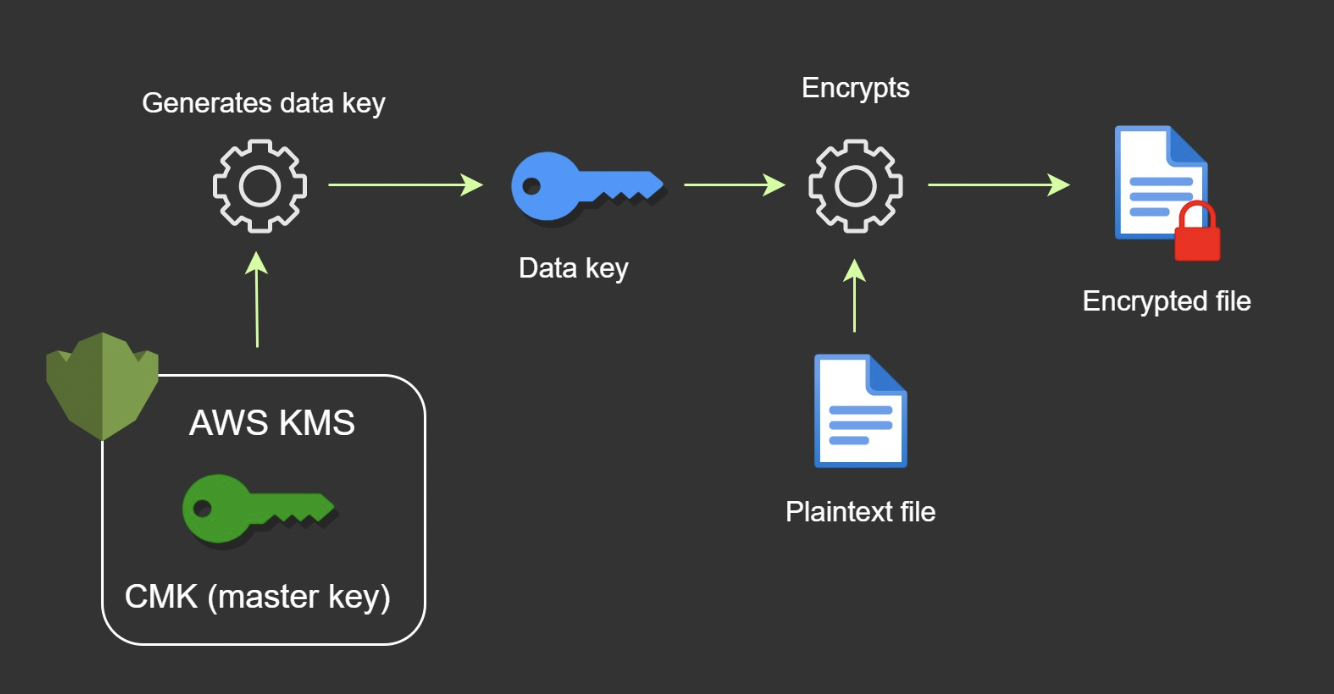 Generates data key
Encrypts
Data key
Encrypted file
AWS KMS
Plaintext file
CMK (master key)